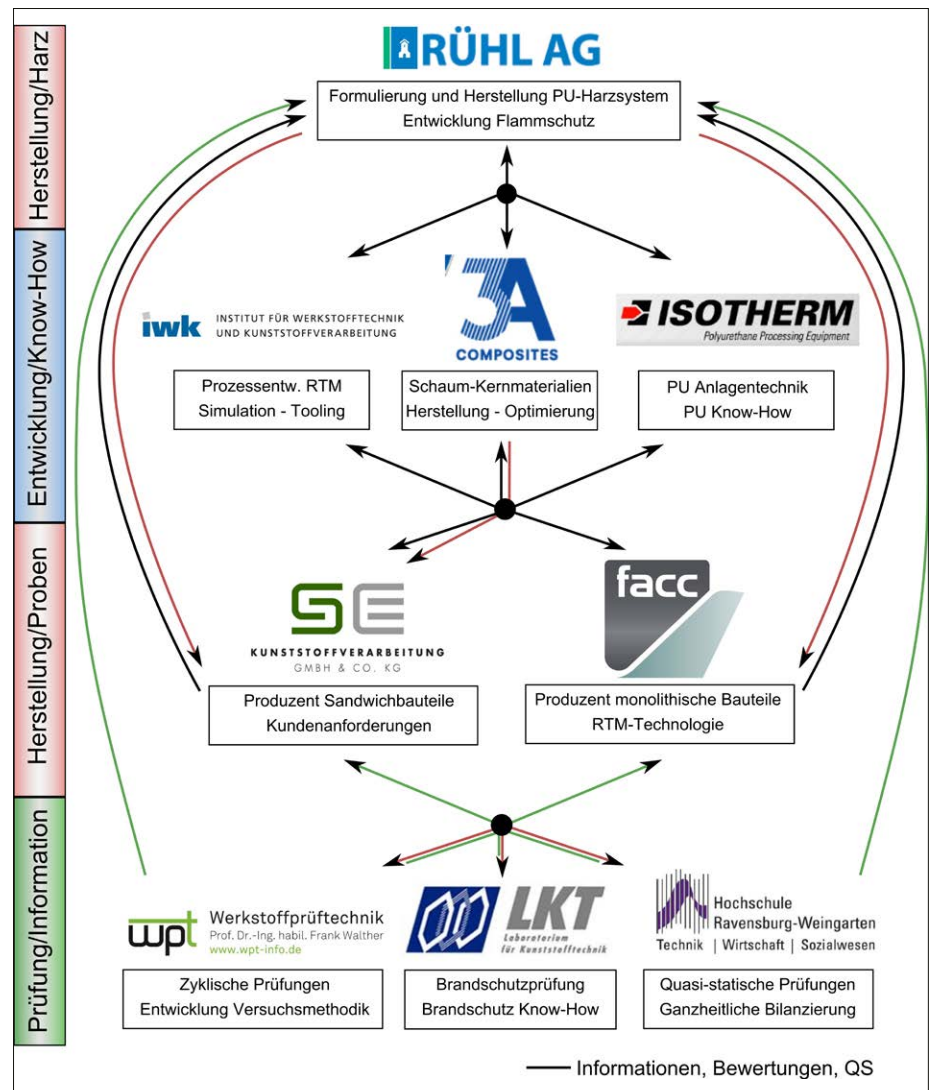 Herstellung/Harz
RÜHL AG
Formulierung und Herstellung PU-Harzsystem
Entwicklung Flammschutz
Entwicklung/Know-How
iwk
INSTITUT FÜR WERKSTOFFTECHNIK
UND KUNSTSTOFFVERARBEITUNG
3A
COMPOSITES
ISOTHERM
Polyurethane Processing Equipment
Prozessentw. RTM
Simulation - Tooling
Schaum-Kernmaterialien
Herstellung - Optimierung
PU Anlagentechnik
PU Know-How
Herstellung/Proben
SE
KUNSTSTOFFVERARBEITUNG
GMBH & CO. KG
facc
Produzent Sandwichbauteile
Kundenanforderungen
Produzent monolithische Bauteile
RTM-Technologie
Prüfung/Information
wpt
Werkstoffprüftechnik
Prof. Dr.-Ing. habil. Frank Walther
www.wpt-info.de
LKT
Laboratorium
für Kunststofftechnik
Hochschule
Ravensburg-Weingarten
Technik | Wirtschaft | Sozialwesen
Zyklische Prüfungen
Entwicklung Versuchsmethodik
Brandschutzprüfung
Brandschutz Know-How
Quasi-statische Prüfungen
Ganzheitliche Bilanzierung
Informationen, Bewertungen, QS